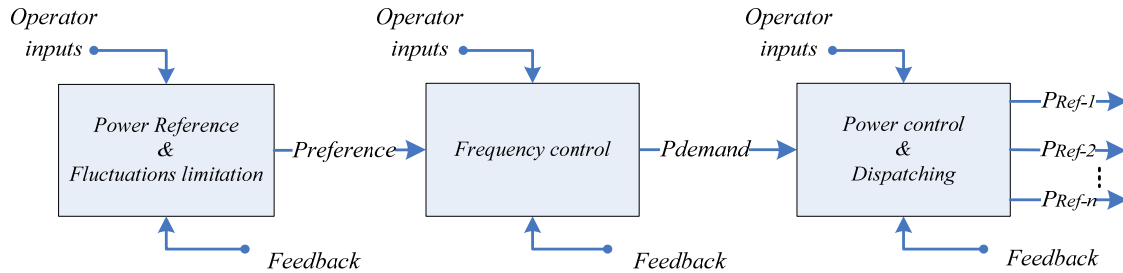 Operator
inputs
Operator
inputs
Operator
inputs
Power Reference
&
Fluctuations limitation
Preference
Frequency control
Pdemand
Power control
&
Dispatching
PRef-1
PRef-2
PRef-n
Feedback
Feedback
Feedback